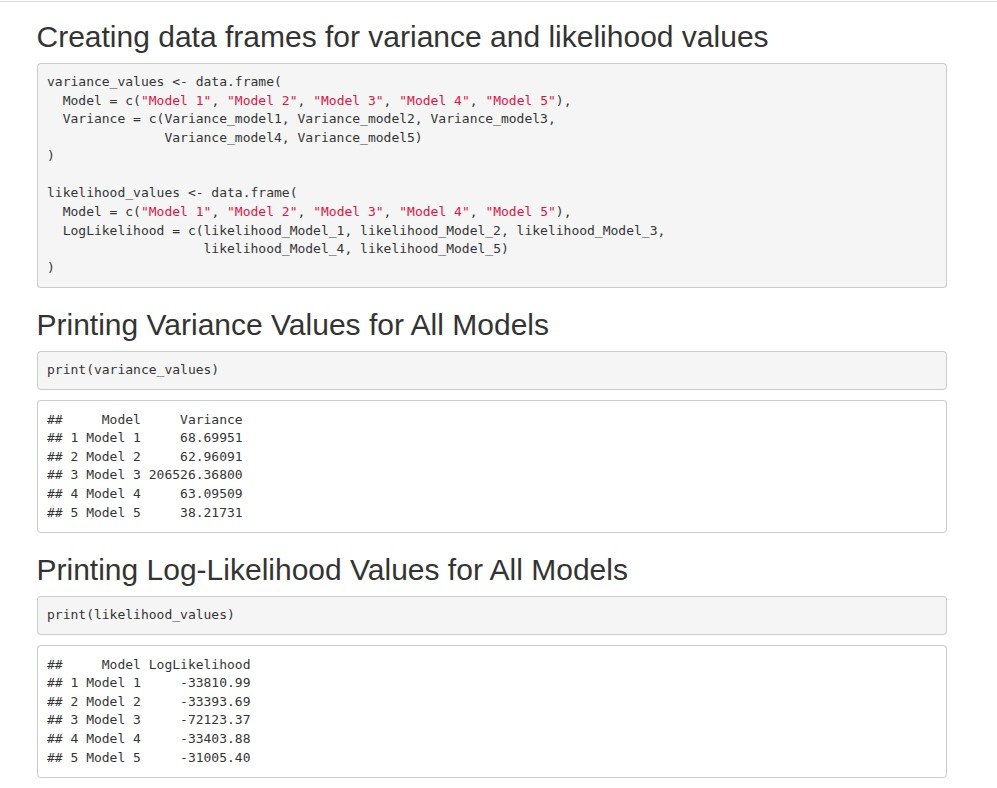 Creating data frames for variance and likelihood values
variance_values <- data.frame(
  Model = c("Model 1", "Model 2", "Model 3", "Model 4", "Model 5"),
  Variance = c(Variance_model1, Variance_model2, Variance_model3,
               Variance_model4, Variance_model5)
)
likelihood_values <- data.frame(
  Model = c("Model 1", "Model 2", "Model 3", "Model 4", "Model 5"),
  LogLikelihood = c(likelihood_Model_1, likelihood_Model_2, likelihood_Model_3,
                    likelihood_Model_4, likelihood_Model_5)
)
Printing Variance Values for All Models
print(variance_values)
##     Model     Variance
## 1 Model 1     68.69951
## 2 Model 2     62.96091
## 3 Model 3 206526.36800
## 4 Model 4     63.09509
## 5 Model 5     38.21731
Printing Log-Likelihood Values for All Models
print(likelihood_values)
##     Model LogLikelihood
## 1 Model 1     -33810.99
## 2 Model 2     -33393.69
## 3 Model 3     -72123.37
## 4 Model 4     -33403.88
## 5 Model 5     -31005.40